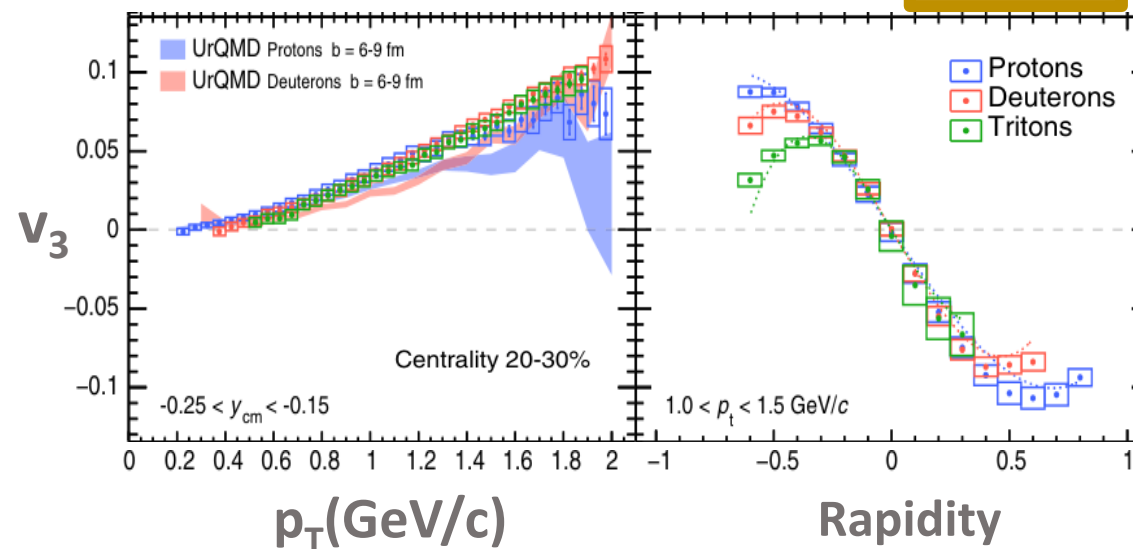 UrQMD Protons b = 6-9 fm
UrQMD Deuterons b = 6-9 fm
0.1
0.05
0
−0.05
−0.1
v3
Centrality 20-30%
-0.25 < ycm < -0.15
0 0.2 0.4 0.6 0.8 1 1.2 1.4 1.6 1.8 2
pT(GeV/c)
Protons
Deuterons
Tritons
1.0 < pt < 1.5 GeV/c
−1 −0.5 0 0.5 1
Rapidity